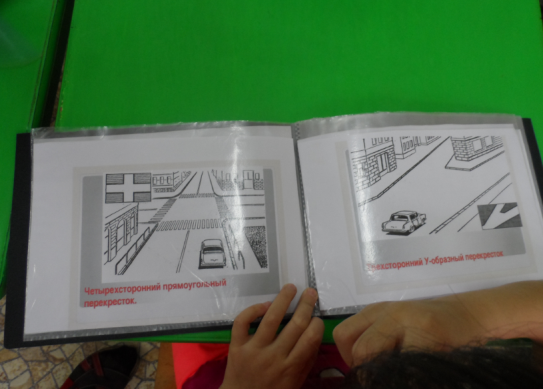 Четырехсторонний прямоугольный
перекресток.
Трехсторонний У-образный перекресток.